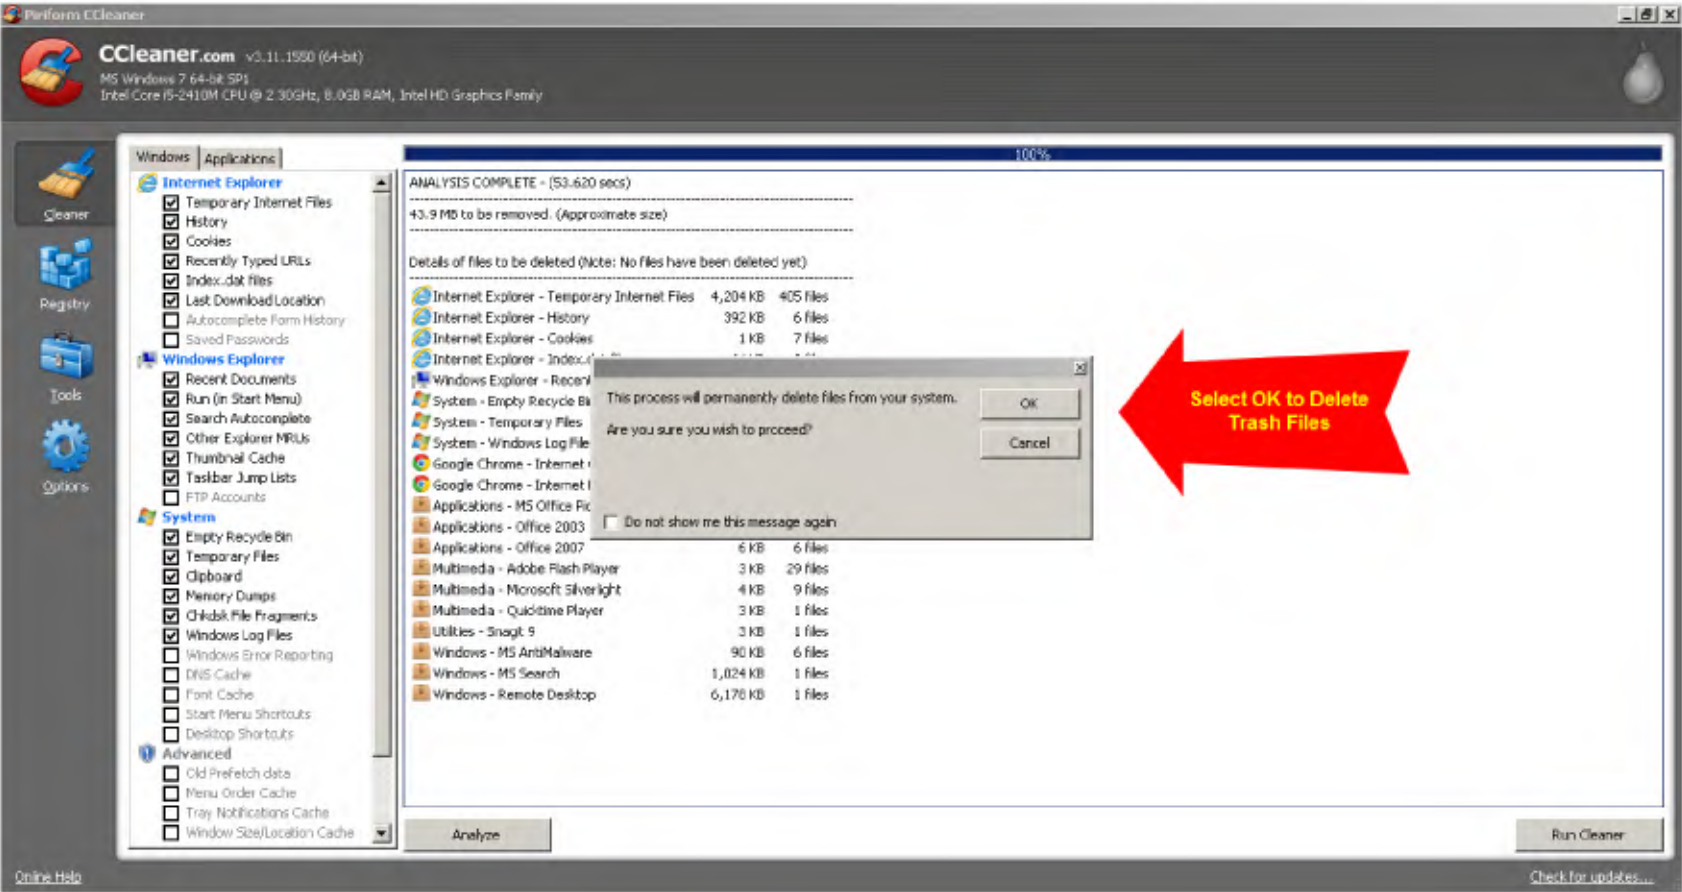 Piriform CCleaner
CCleaner.com v3.11.1550 (64-bit)
MS Windows 7 64-bit SP1
Intel Core i5-2410M CPU @ 2.30GHz, 8.0GB RAM, Intel HD Graphics Family
Cleaner
Registry
Tools
Options
Windows
Applications
Internet Explorer
Temporary Internet Files
History
Cookies
Recently Typed URLs
Index.dat files
Last Download Location
Autocomplete Form History
Saved Passwords
Windows Explorer
Recent Documents
Run (in Start Menu)
Search Autocomplete
Other Explorer MRUs
Thumbnail Cache
Taskbar Jump Lists
FTP Accounts
System
Empty Recycle Bin
Temporary Files
Clipboard
Memory Dumps
Chkdsk File Fragments
Windows Log Files
Windows Error Reporting
DNS Cache
Font Cache
Start Menu Shortcuts
Desktop Shortcuts
Advanced
Old Prefetch data
Menu Order Cache
Tray Notifications Cache
Window Size/Location Cache
100%
ANALYSIS COMPLETE - (53.620 secs)
43.9 MB to be removed. (Approximate size)
Details of files to be deleted (Note: No files have been deleted yet)
Internet Explorer - Temporary Internet Files 4,204 KB 405 files
Internet Explorer - History 392 KB 6 files
Internet Explorer - Cookies 1 KB 7 files
Internet Explorer - Index.
Windows Explorer -
System - Empty Recycle
System - Temporary Files
System - Windows Log File
Google Chrome - Internet
Google Chrome - Internet
Applications - MS Office
Applications - Office 2003
Applications - Office 2007 6 KB 6 files
Multimedia - Adobe Flash Player 3 KB 29 files
Multimedia - Microsoft Silverlight 4 KB 9 files
Multimedia - Quicktime Player 3 KB 1 files
Utilities - SnagIt 9 3 KB 1 files
Windows - MS AntiMalware 90 KB 6 files
Windows - MS Search 1,024 KB 1 files
Windows - Remote Desktop 6,178 KB 1 files
This process will permanently delete files from your system.
Are you sure you wish to proceed?
OK
Cancel
Do not show me this message again
Select OK to Delete
Trash Files
Analyze
Run Cleaner
Online Help
Check for updates...